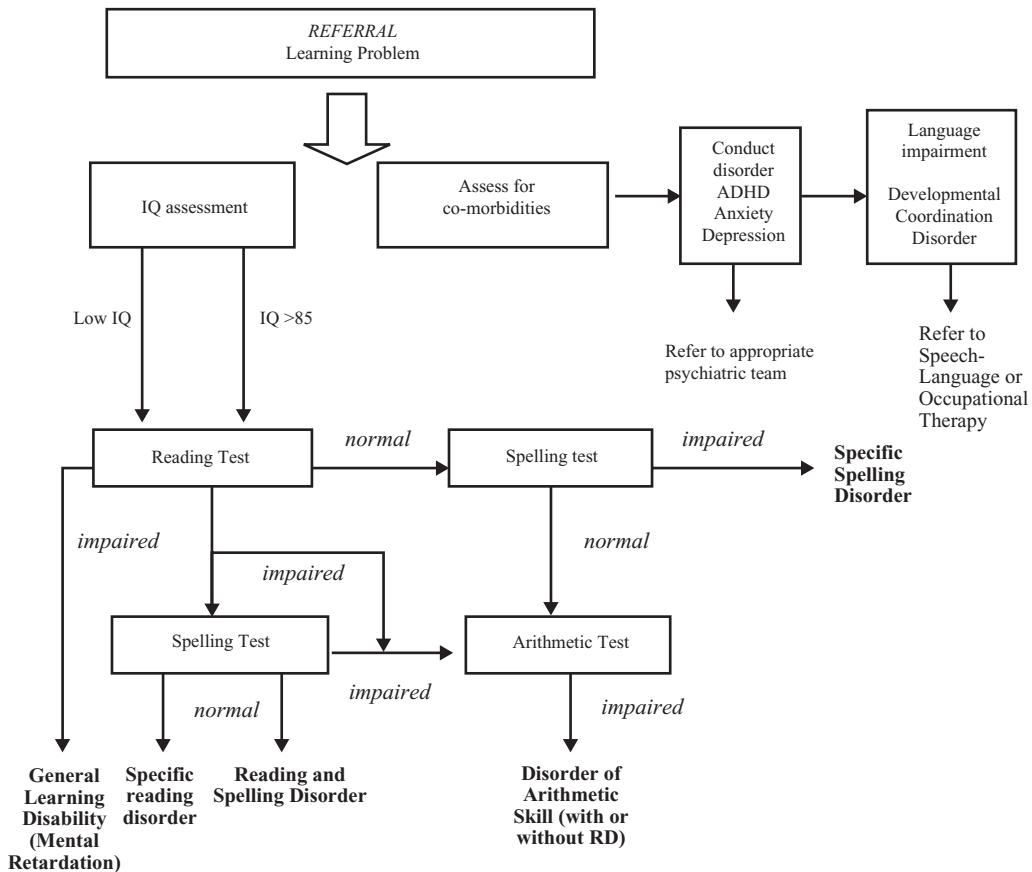 REFERRAL
Learning Problem
IQ assessment
Assess for
co-morbidities
Conduct
disorder
ADHD
Anxiety
Depression
Language
impairment
Developmental
Coordination
Disorder
Low IQ
IQ >85
Refer to appropriate
psychiatric team
Refer to
Speech-
Language or
Occupational
Therapy
Reading Test
normal
Spelling test
impaired
Specific
Spelling
Disorder
impaired
impaired
normal
Spelling Test
impaired
Arithmetic Test
normal
impaired
General
Learning
Disability
(Mental
Retardation)
Specific
reading
disorder
Reading and
Spelling Disorder
Disorder of
Arithmetic
Skill (with or
without RD)